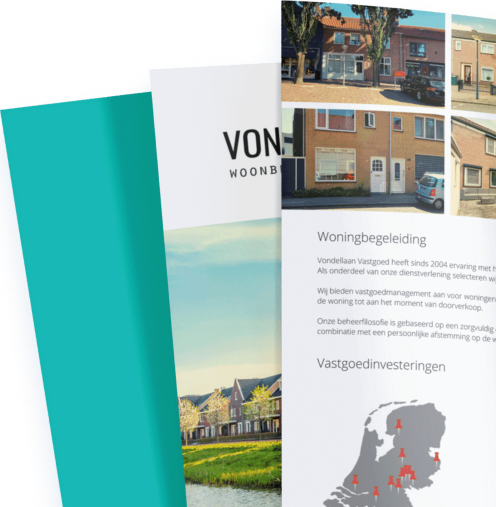 VON
WOONB
Woningbegeleiding
Vondellaan Vastgoed heeft sinds 2004 ervaring met h
Als onderdeel van onze dienstverlening selecteren wi
Wij bieden vastgoedmanagement aan voor woningen
de woning tot aan het moment van doorverkoop.
Onze beheerfilosofie is gebaseerd op een zorgvuldig
combinatie met een persoonlijke afstemming op de w
Vastgoedinvesteringen